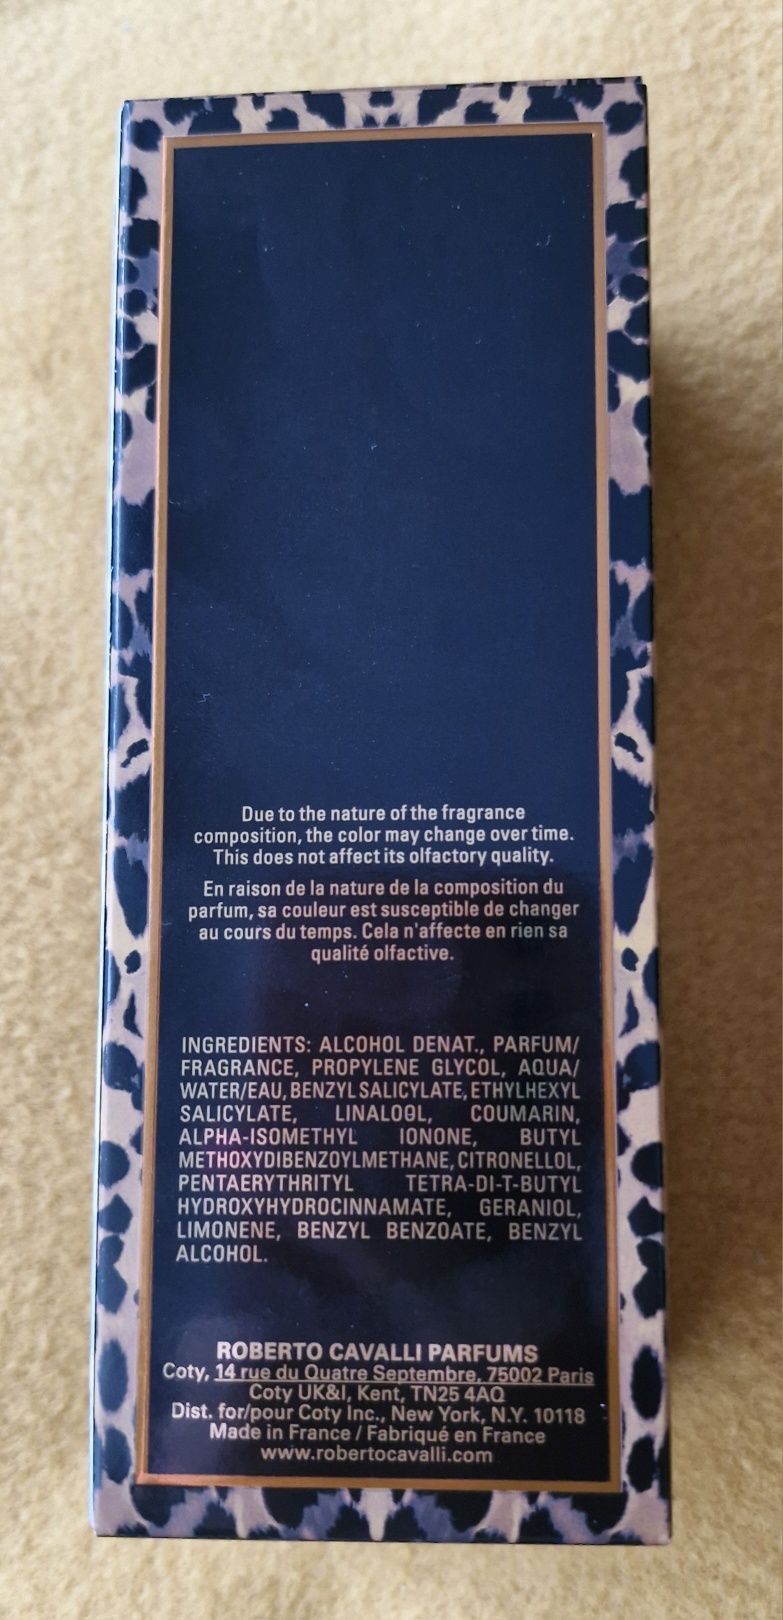 Due to the nature of the fragrance
composition, the color may change over time.
This does not affect its olfactory quality.
En raison de la nature de la composition du
parfum, sa couleur est susceptible de changer
au cours du temps. Cela n'affecte en rien sa
qualité olfactive.
INGREDIENTS: ALCOHOL DENAT., PARFUM/
FRAGRANCE, PROPYLENE GLYCOL, AQUA/
WATER/EAU, BENZYL SALICYLATE, ETHYLHEXYL
SALICYLATE, LINALOOL, COUMARIN,
ALPHA-ISOMETHYL IONONE, BUTYL
METHOXYDIBENZOYLMETHANE, CITRONELLOL,
PENTAERYTHRITYL TETRA-DI-T-BUTYL
HYDROXYHYDROCINNAMATE, GERANIOL,
LIMONENE, BENZYL BENZOATE, BENZYL
ALCOHOL.
ROBERTO CAVALLI PARFUMS
Coty, 14 rue du Quatre Septembre, 75002 Paris
Coty UK&I, Kent, TN25 4AQ
Dist. for/pour Coty Inc., New York, N.Y. 10118
Made in France / Fabriqué en France
www.robertocavalli.com